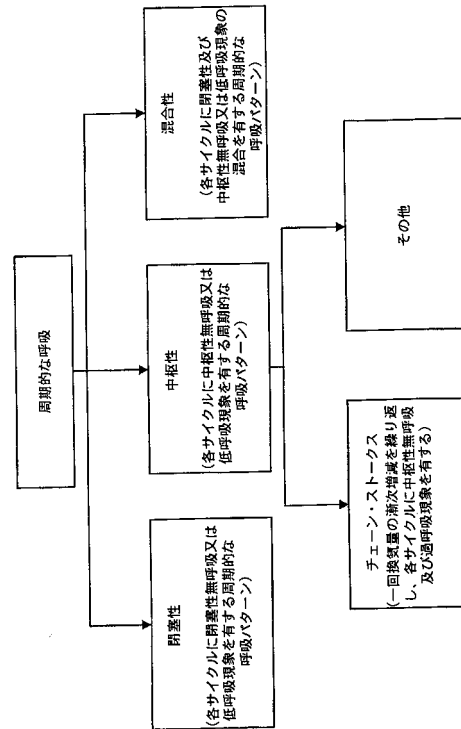 周期的な呼吸
閉塞性
(各サイクルに閉塞性無呼吸又は
低呼吸現象を有する周期的な
呼吸パターン)
中枢性
(各サイクルに中枢性無呼吸又は
低呼吸現象を有する周期的な
呼吸パターン)
混合性
(各サイクルに閉塞性及び
中枢性無呼吸又は低呼吸現象の
混合を有する周期的な
呼吸パターン)
チェーン・ストークス
(一回換気量の漸次増減を繰り返
し、各サイクルに中枢性無呼吸
及び過呼吸現象を有する)
その他